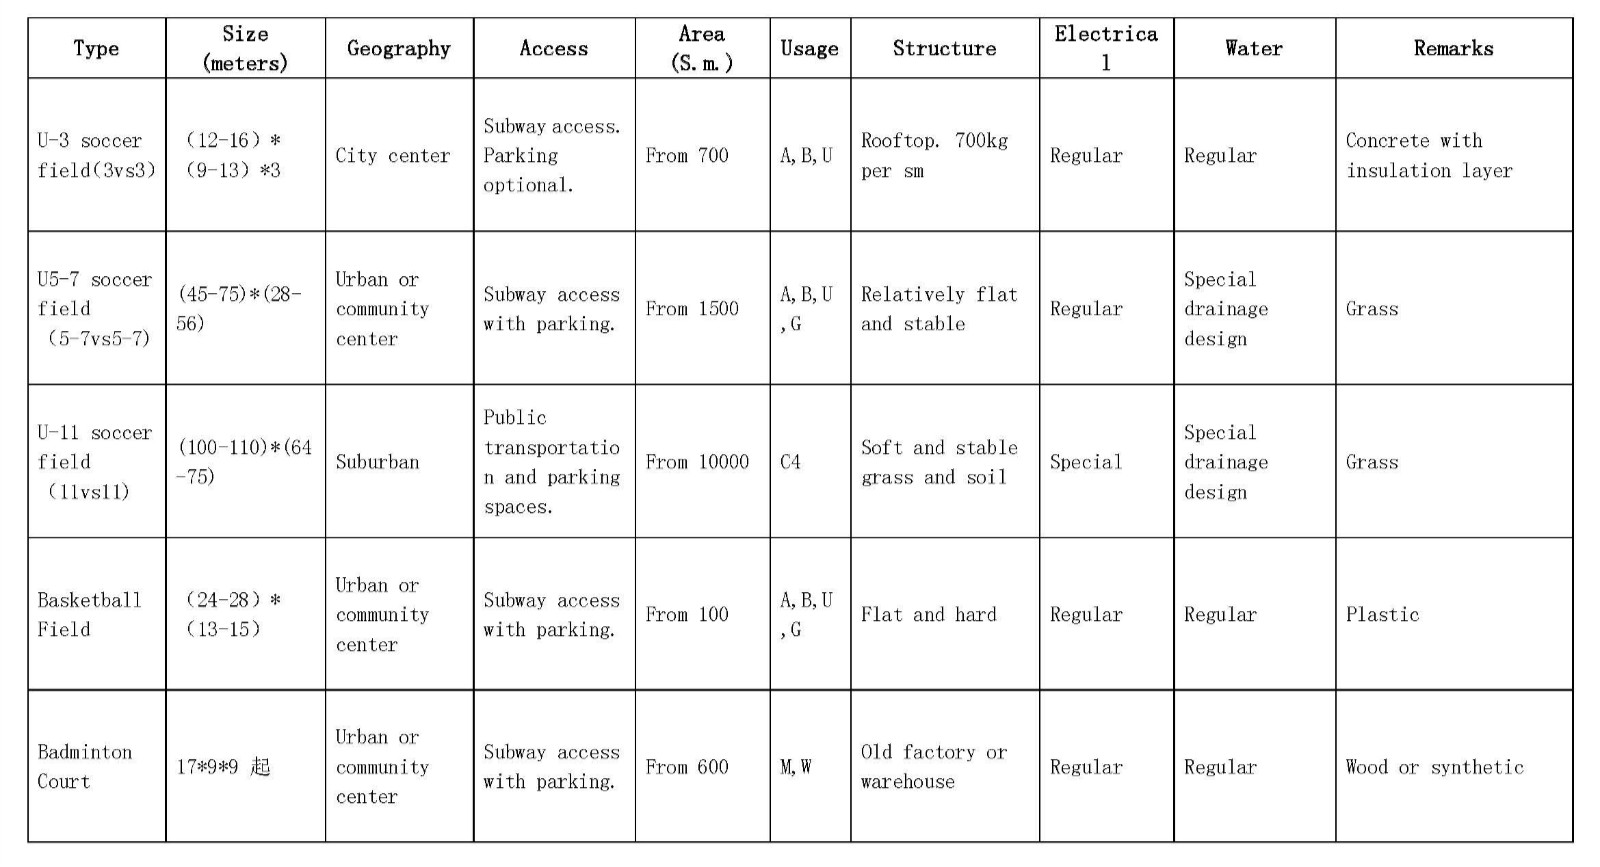 Type
Size
(meters)
Geography
Access
Area
(S.m.)
Usage
Structure
Electrica
l
Water
Remarks
U-3 soccer
field(3vs3)
(12-16)*
(9-13)*3
City center
Subway access.
Parking
optional.
From 700
A,B,U
Rooftop. 700kg
per sm
Regular
Regular
Concrete with
insulation layer
U5-7 soccer
field
(5-7vs5-7)
(45-75)*(28-
56)
Urban or
community
center
Subway access
with parking.
From 1500
A,B,U
,G
Relatively flat
and stable
Regular
Special
drainage
design
Grass
U-11 soccer
field
(11vs11)
(100-110)*(64
-75)
Suburban
Public
transportatio
n and parking
spaces.
From 10000
C4
Soft and stable
grass and soil
Special
Special
drainage
design
Grass
Basketball
Field
(24-28)*
(13-15)
Urban or
community
center
Subway access
with parking.
From 100
A,B,U
,G
Flat and hard
Regular
Regular
Plastic
Badminton
Court
17*9*9 起
Urban or
community
center
Subway access
with parking.
From 600
M,W
Old factory or
warehouse
Regular
Regular
Wood or synthetic